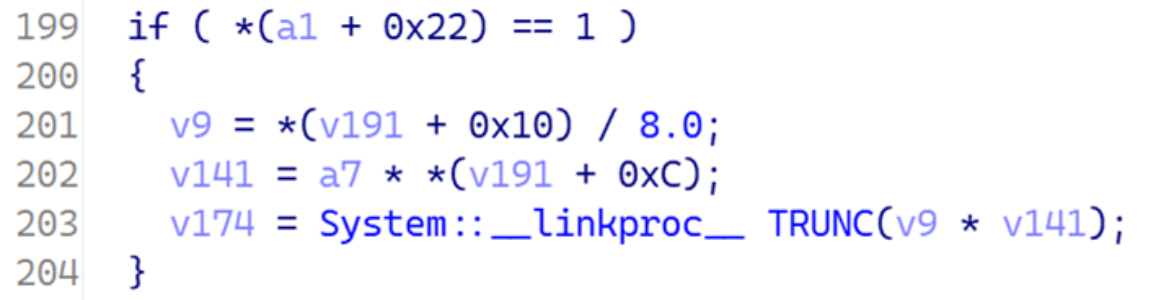 199 if ( *(a1 + 0x22) == 1 )
200 {
201 v9 = *(v191 + 0x10) / 8.0;
202 v141 = a7 * *(v191 + 0xC);
203 v174 = System::__linkproc__ TRUNC(v9 * v141);
204 }